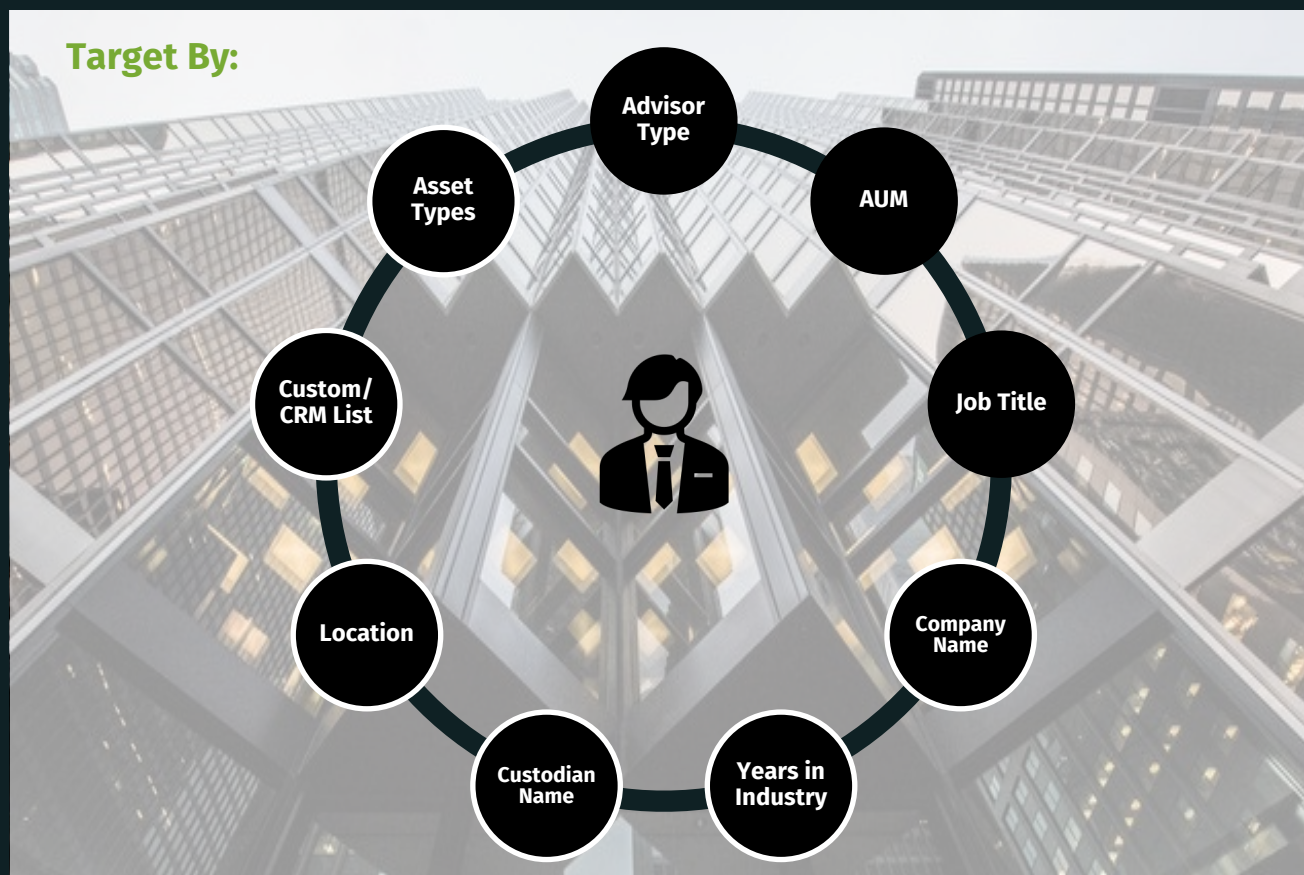 Target By:
Advisor
Type
AUM
Job Title
Company
Name
Years in
Industry
Custodian
Name
Location
Custom/
CRM List
Asset
Types